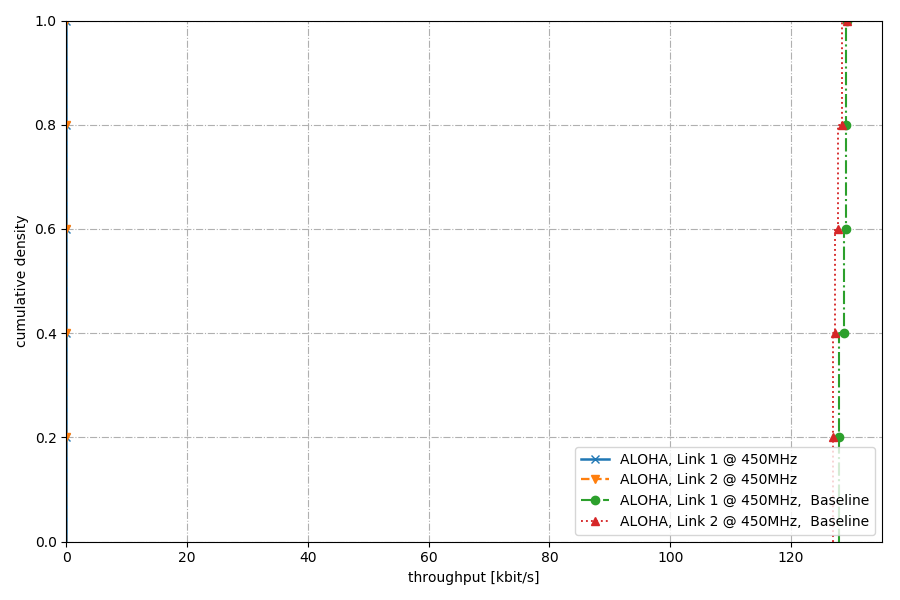 1.0
0.8
0.6
0.4
0.2
0.0
cumulative density
0 20 40 60 80 100 120
throughput [kbit/s]
ALOHA, Link 1 @ 450MHz
ALOHA, Link 2 @ 450MHz
ALOHA, Link 1 @ 450MHz,  Baseline
ALOHA, Link 2 @ 450MHz,  Baseline